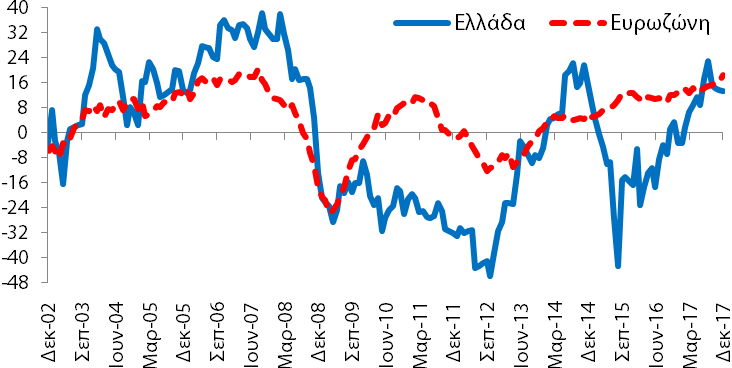 Ελλάδα
Ευρωζώνη
40
32
24
16
8
0
-8
-16
-24
-32
-40
-48
Δεκ-02
Σεπ-03
Ιουν-04
Μαρ-05
Δεκ-05
Σεπ-06
Ιουν-07
Μαρ-08
Δεκ-08
Σεπ-09
Ιουν-10
Μαρ-11
Δεκ-11
Σεπ-12
Ιουν-13
Μαρ-14
Δεκ-14
Σεπ-15
Ιουν-16
Μαρ-17
Δεκ-17